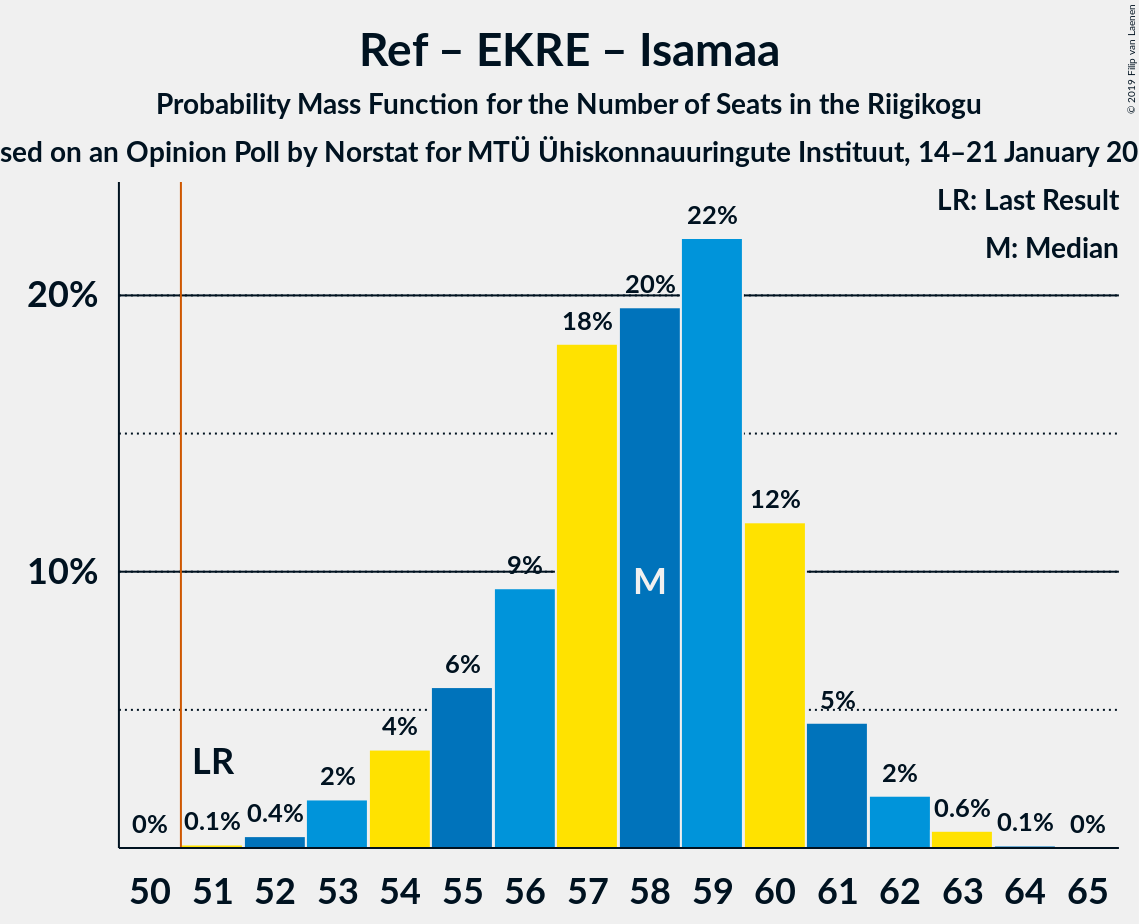 Ref – EKRE – Isamaa
Probability Mass Function for the Number of Seats in the Riigikogu
sed on an Opinion Poll by Norstat for MTÜ Ühiskonnauuringute Instituut, 14–21 January 20
© 2019 Filip van Laenen
LR: Last Result
M: Median
22%
20%
20%
18%
12%
10%
9%
M
6%
5%
4%
LR
2%
2%
0%
0.1%
0.4%
0.6%
0.1%
0%
50 51 52 53 54 55 56 57 58 59 60 61 62 63 64 65